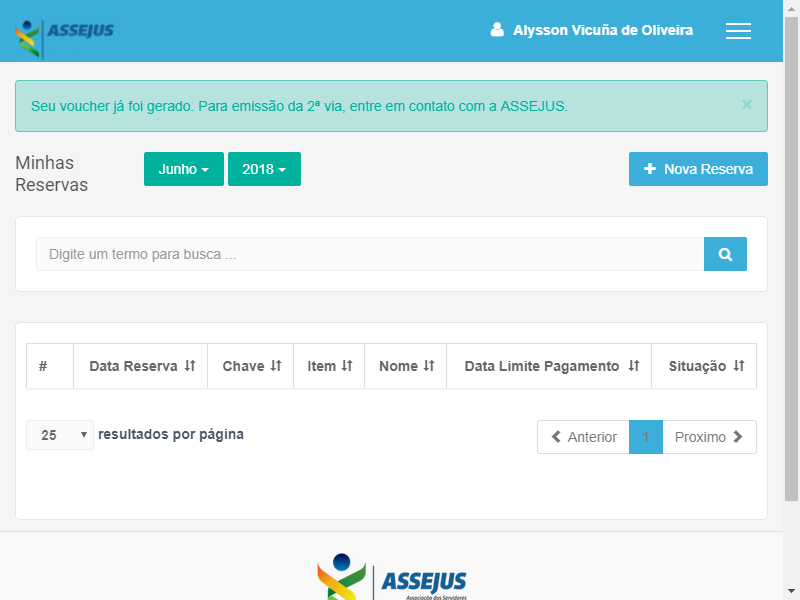 ASSEJUS
Alysson Vicuña de Oliveira
Seu voucher já foi gerado. Para emissão da 2ª via, entre em contato com a ASSEJUS.
×
Minhas
Reservas
Junho
2018
Nova Reserva
Digite um termo para busca ...
# Data Reserva Chave Item Nome Data Limite Pagamento Situação
25 resultados por página
Anterior 1 Proximo
ASSEJUS
Associação dos Servidores